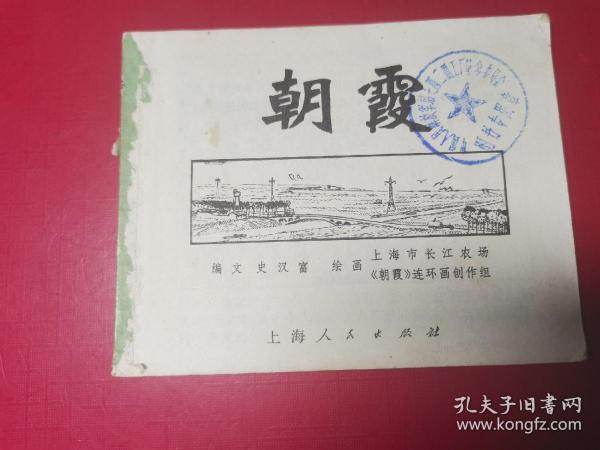 朝霞
编文 史汉富 绘画 上海市长江农场
《朝霞》连环画创作组
上海人民出版社
孔夫子旧书网
www.kongfz.com